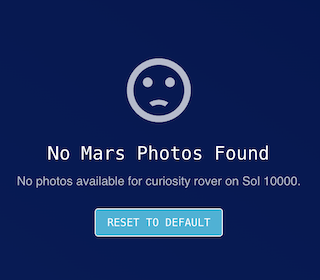 No Mars Photos Found
No photos available for curiosity rover on Sol 10000.
RESET TO DEFAULT